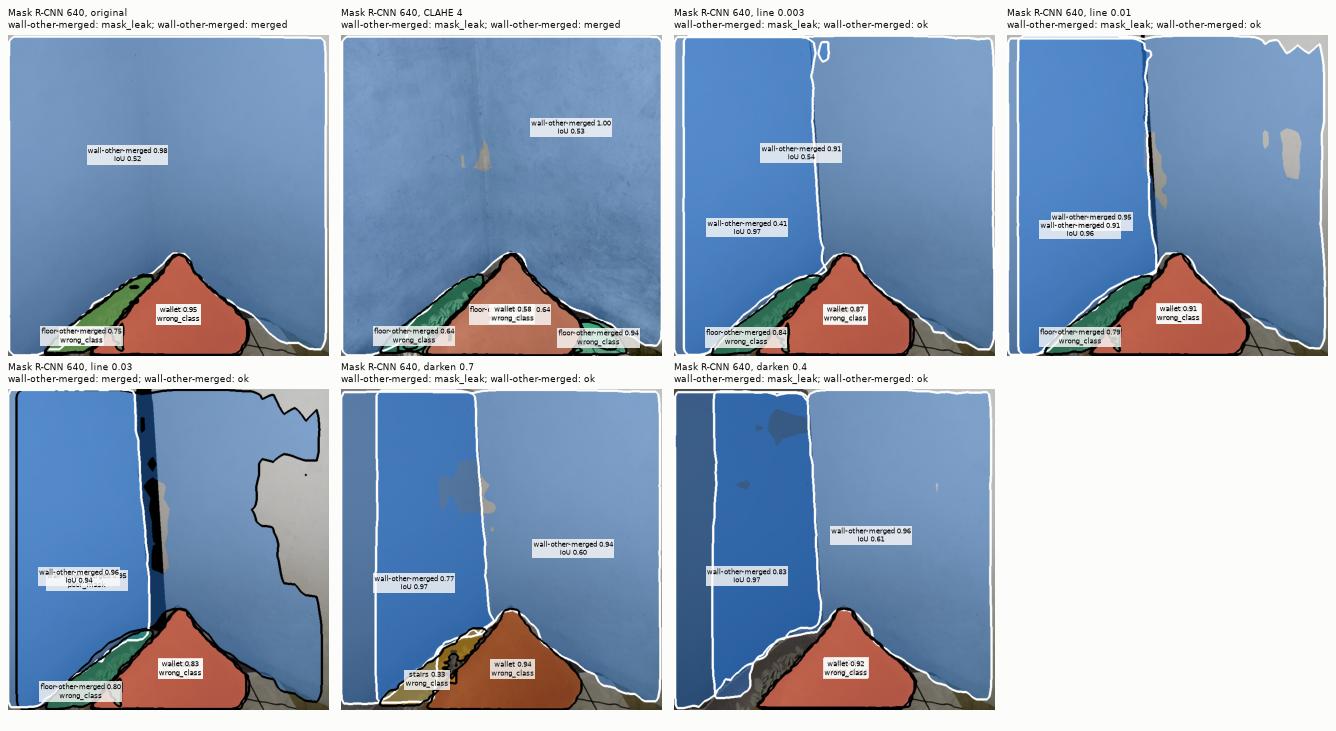 Mask R-CNN 640, original
wall-other-merged: mask_leak; wall-other-merged: merged
wall-other-merged 0.98
IoU 0.52
wallet 0.95
wrong_class
floor-other-merged 0.75
wrong_class
Mask R-CNN 640, CLAHE 4
wall-other-merged: mask_leak; wall-other-merged: merged
wall-other-merged 1.00
IoU 0.53
floor- wallet 0.58 0.64
wrong_class
floor-other-merged 0.64
wrong_class
floor-other-merged 0.94
wrong_class
Mask R-CNN 640, line 0.003
wall-other-merged: mask_leak; wall-other-merged: ok
wall-other-merged 0.91
IoU 0.54
wall-other-merged 0.41
IoU 0.97
wallet 0.87
wrong_class
floor-other-merged 0.84
wrong_class
Mask R-CNN 640, line 0.01
wall-other-merged: mask_leak; wall-other-merged: ok
wall-other-merged 0.95
wall-other-merged 0.91
IoU 0.96
wallet 0.91
wrong_class
floor-other-merged 0.79
wrong_class
Mask R-CNN 640, line 0.03
wall-other-merged: merged; wall-other-merged: ok
wall-other-merged 0.96
IoU 0.94
wallet 0.83
wrong_class
floor-other-merged 0.80
wrong_class
Mask R-CNN 640, darken 0.7
wall-other-merged: mask_leak; wall-other-merged: ok
wall-other-merged 0.94
IoU 0.60
wall-other-merged 0.77
IoU 0.97
wallet 0.94
wrong_class
stairs 0.33
wrong_class
Mask R-CNN 640, darken 0.4
wall-other-merged: mask_leak; wall-other-merged: ok
wall-other-merged 0.96
IoU 0.61
wall-other-merged 0.83
IoU 0.97
wallet 0.92
wrong_class